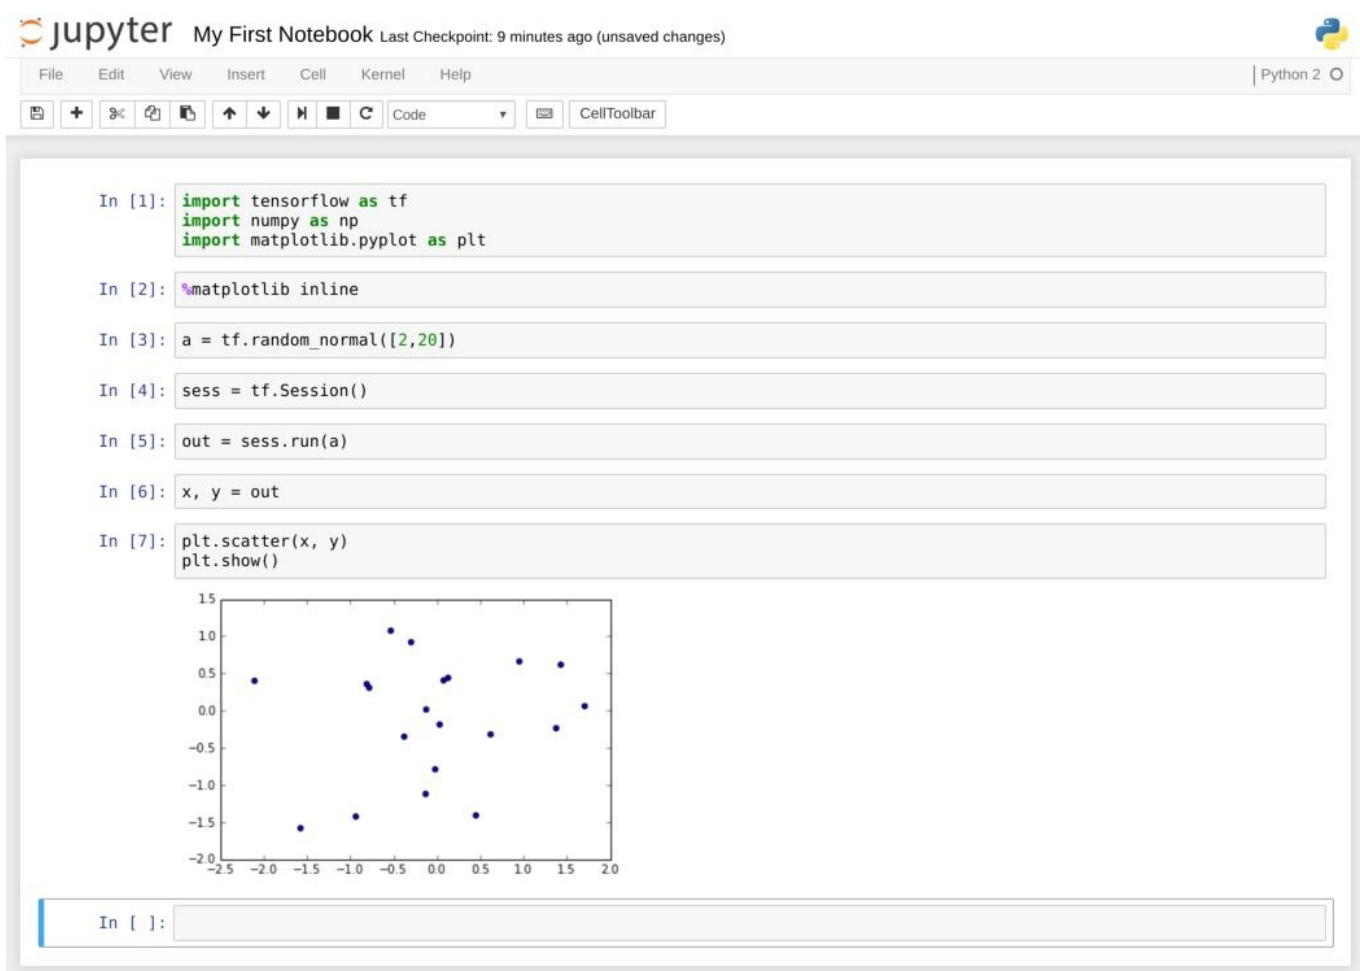 jupyter My First Notebook Last Checkpoint: 9 minutes ago (unsaved changes)
File Edit View Insert Cell Kernel Help Python 2
Code CellToolbar
In [1]: import tensorflow as tf
import numpy as np
import matplotlib.pyplot as plt
In [2]: %matplotlib inline
In [3]: a = tf.random_normal([2,20])
In [4]: sess = tf.Session()
In [5]: out = sess.run(a)
In [6]: x, y = out
In [7]: plt.scatter(x, y)
plt.show()
1.5
1.0
0.5
0.0
−0.5
−1.0
−1.5
−2.0
−2.5 −2.0 −1.5 −1.0 −0.5 0.0 0.5 1.0 1.5 2.0
In [ ]: